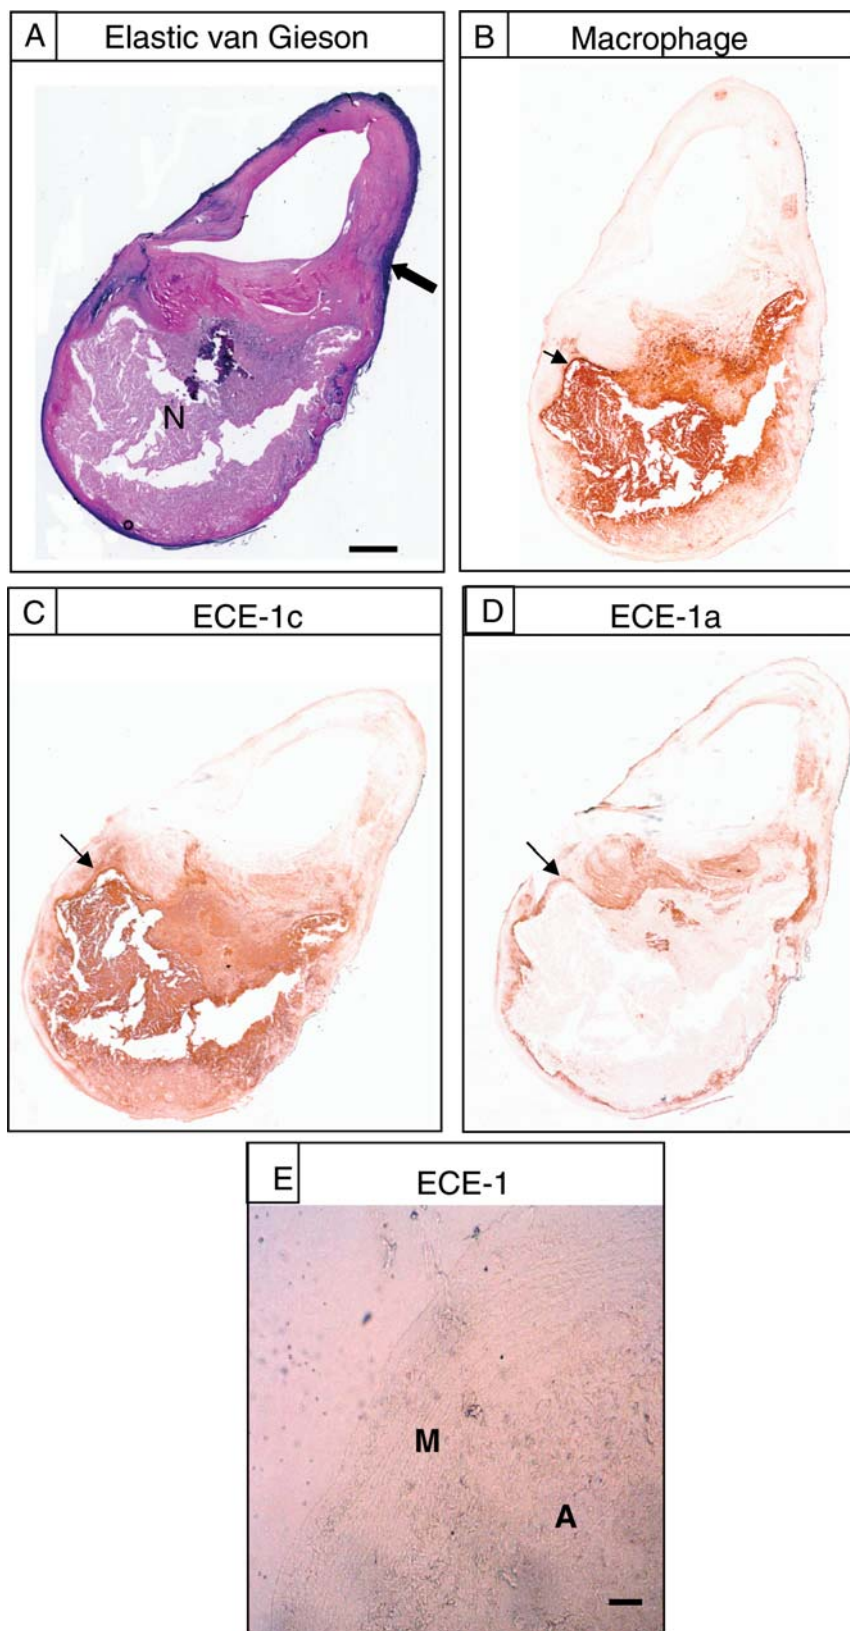 A Elastic van Gieson
N
B Macrophage
C ECE-1c
D ECE-1a
E ECE-1
M
A